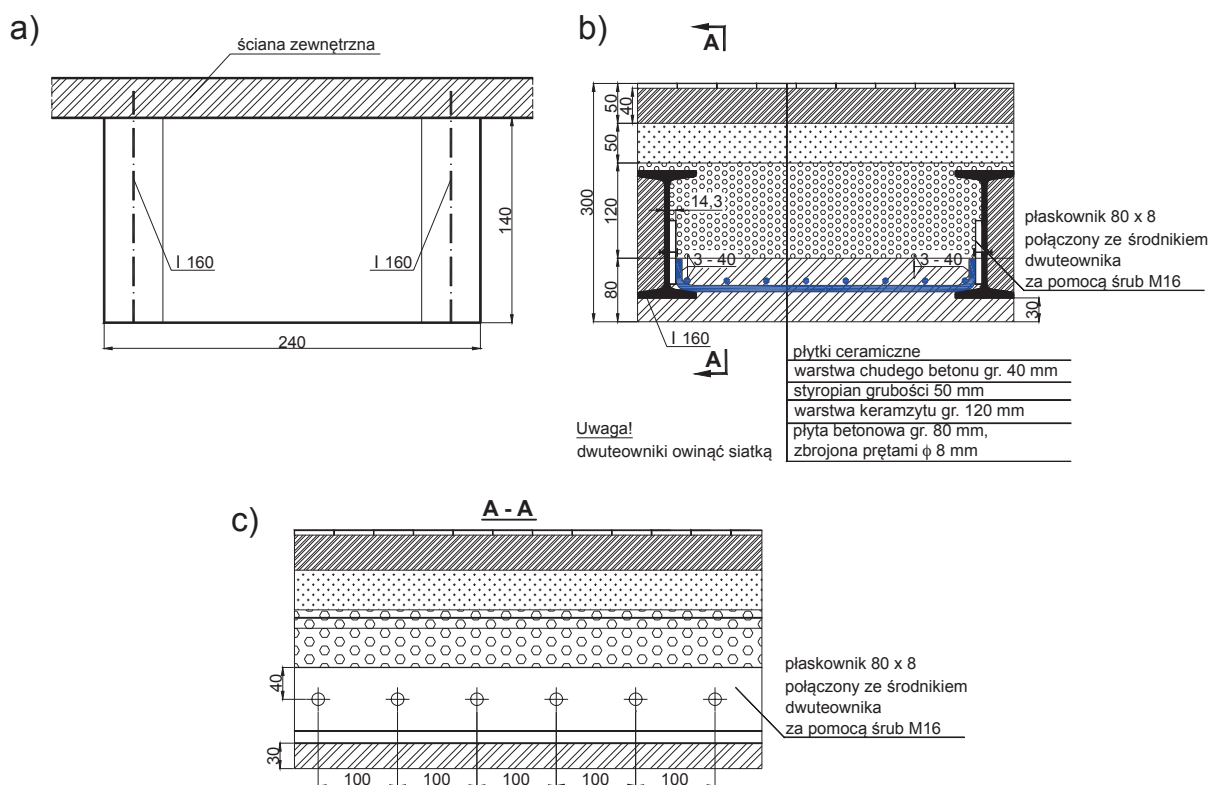 a)
ściana zewnętrzna
I 160
I 160
140
240
b)
A
50
40
50
300
120
80
14,3
3 - 40
3 - 40
płaskownik 80 x 8
połączony ze środnikiem
dwuteownika
za pomocą śrub M16
30
I 160
A
płytki ceramiczne
warstwa chudego betonu gr. 40 mm
styropian grubości 50 mm
warstwa keramzytu gr. 120 mm
płyta betonowa gr. 80 mm,
zbrojona prętami ϕ 8 mm
Uwaga!
dwuteowniki owinąć siatką
c)
A - A
40
30
płaskownik 80 x 8
połączony ze środnikiem
dwuteownika
za pomocą śrub M16
100 100 100 100 100